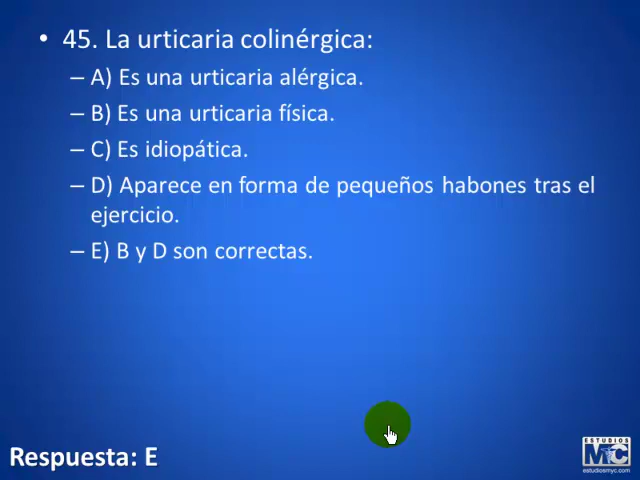 • 45. La urticaria colinérgica:
– A) Es una urticaria alérgica.
– B) Es una urticaria física.
– C) Es idiopática.
– D) Aparece en forma de pequeños habones tras el
ejercicio.
– E) B y D son correctas.
Respuesta: E
ESTUDIOS
MyC
estudiosmyc.com